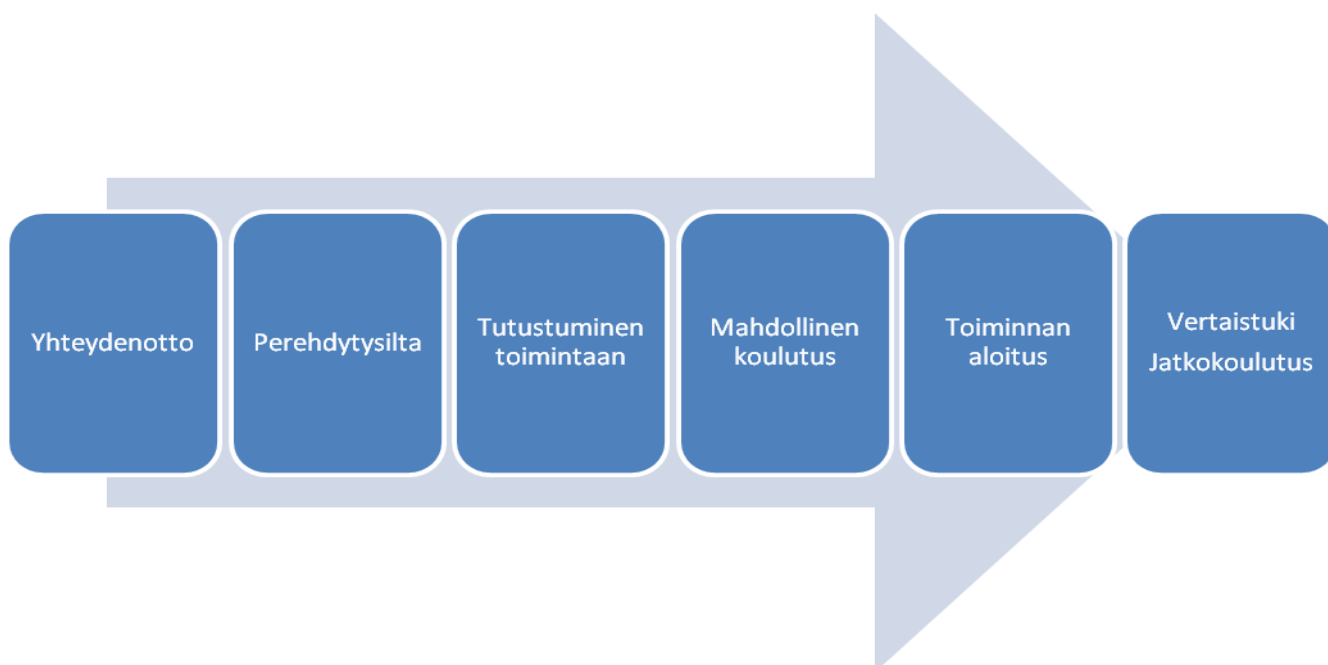 Yhteydenotto
Perehdytysilta
Tutustuminen
toimintaan
Mahdollinen
koulutus
Toiminnan
aloitus
Vertaistuki
Jatkokoulutus